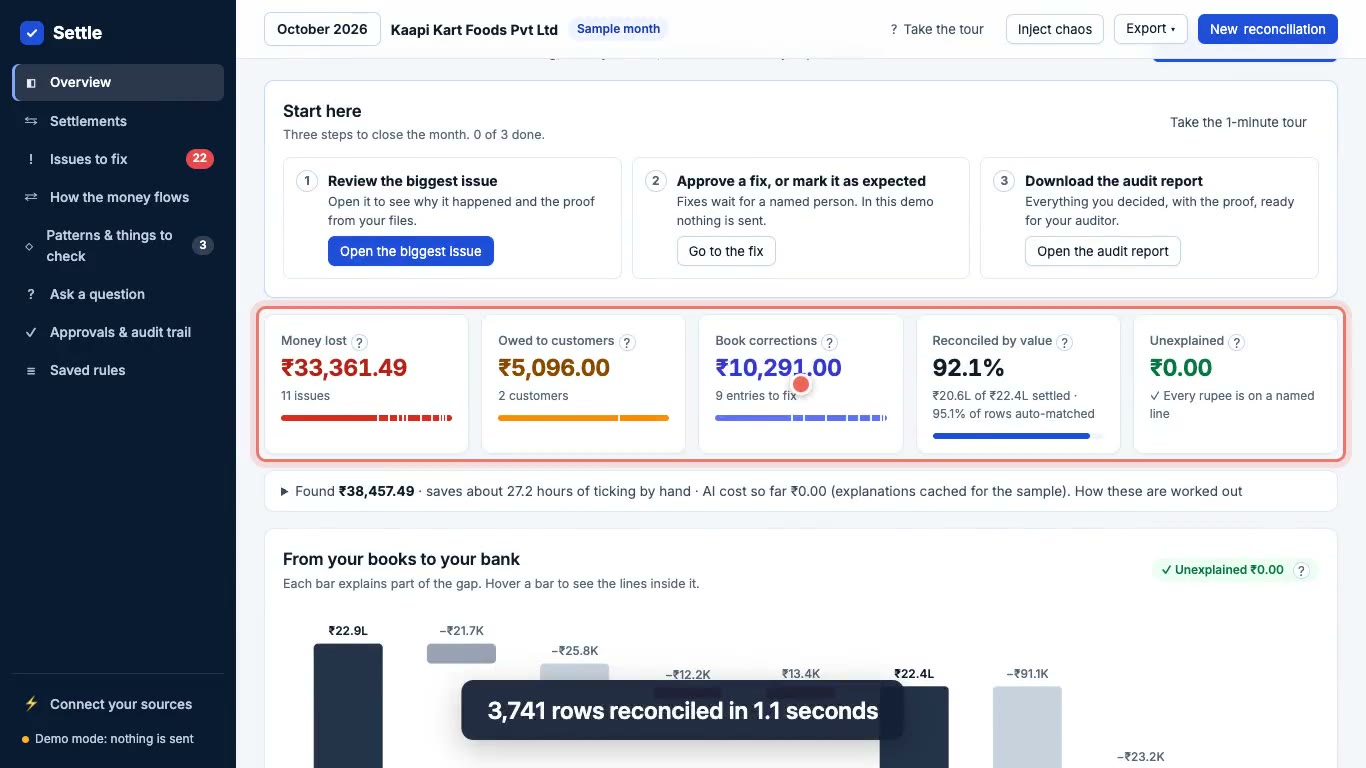 Settle
Overview
Settlements
Issues to fix
22
How the money flows
Patterns & things to
check
3
Ask a question
Approvals & audit trail
Saved rules
Connect your sources
Demo mode: nothing is sent
October 2026
Kaapi Kart Foods Pvt Ltd
Sample month
? Take the tour
Inject chaos
Export
New reconciliation
Start here
Three steps to close the month. 0 of 3 done.
Take the 1-minute tour
1
Review the biggest issue
Open it to see why it happened and the proof
from your files.
Open the biggest issue
2
Approve a fix, or mark it as expected
Fixes wait for a named person. In this demo
nothing is sent.
Go to the fix
3
Download the audit report
Everything you decided, with the proof, ready
for your auditor.
Open the audit report
Money lost ?
₹33,361.49
11 issues
Owed to customers ?
₹5,096.00
2 customers
Book corrections ?
₹10,291.00
9 entries to fix
Reconciled by value ?
92.1%
₹20.6L of ₹22.4L settled ·
95.1% of rows auto-matched
Unexplained ?
₹0.00
✓ Every rupee is on a named
line
▶ Found ₹38,457.49 · saves about 27.2 hours of ticking by hand · AI cost so far ₹0.00 (explanations cached for the sample). How these are worked out
From your books to your bank
Each bar explains part of the gap. Hover a bar to see the lines inside it.
✓ Unexplained ₹0.00 ?
₹22.9L
−₹21.7K
−₹25.8K
−₹12.2K
₹13.4K
₹22.4L
−₹91.1K
−₹23.2K
3,741 rows reconciled in 1.1 seconds